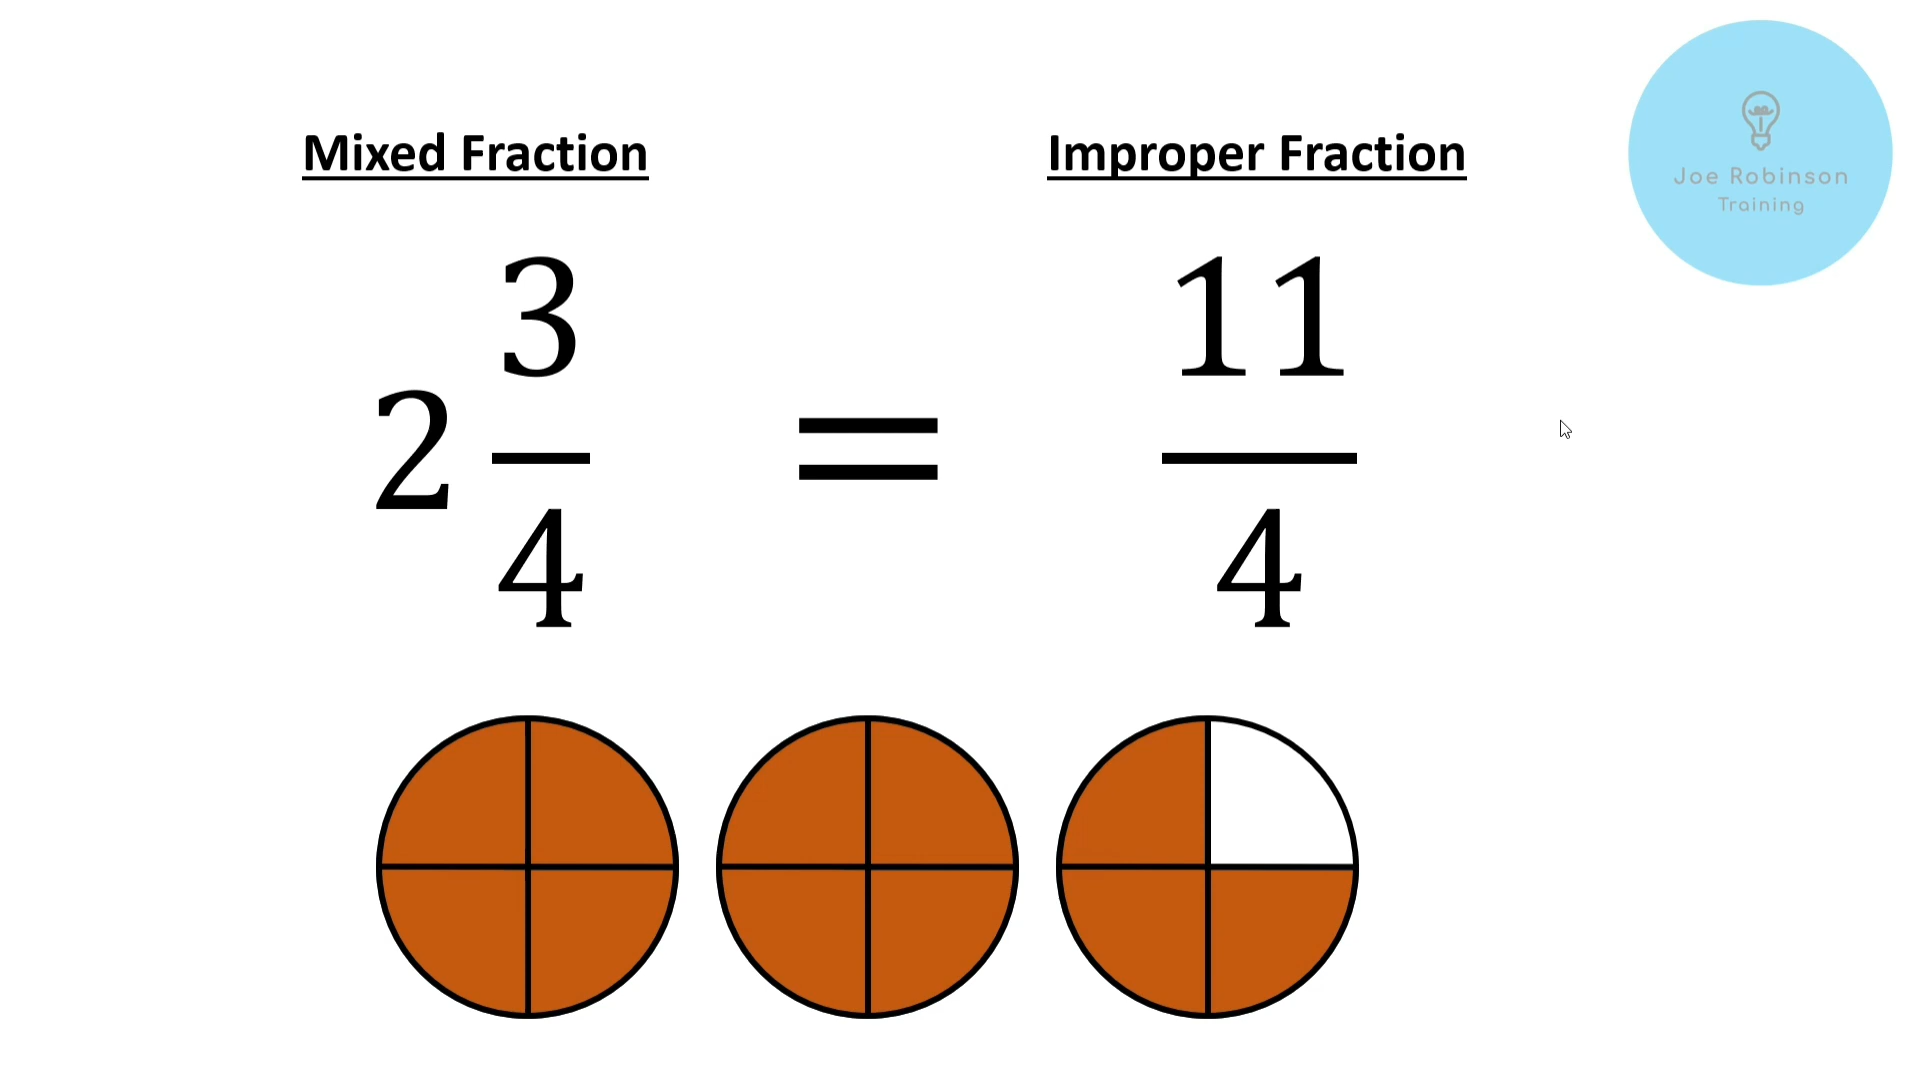 Mixed Fraction
Improper Fraction
Joe Robinson
Training
2 3/4 = 11/4